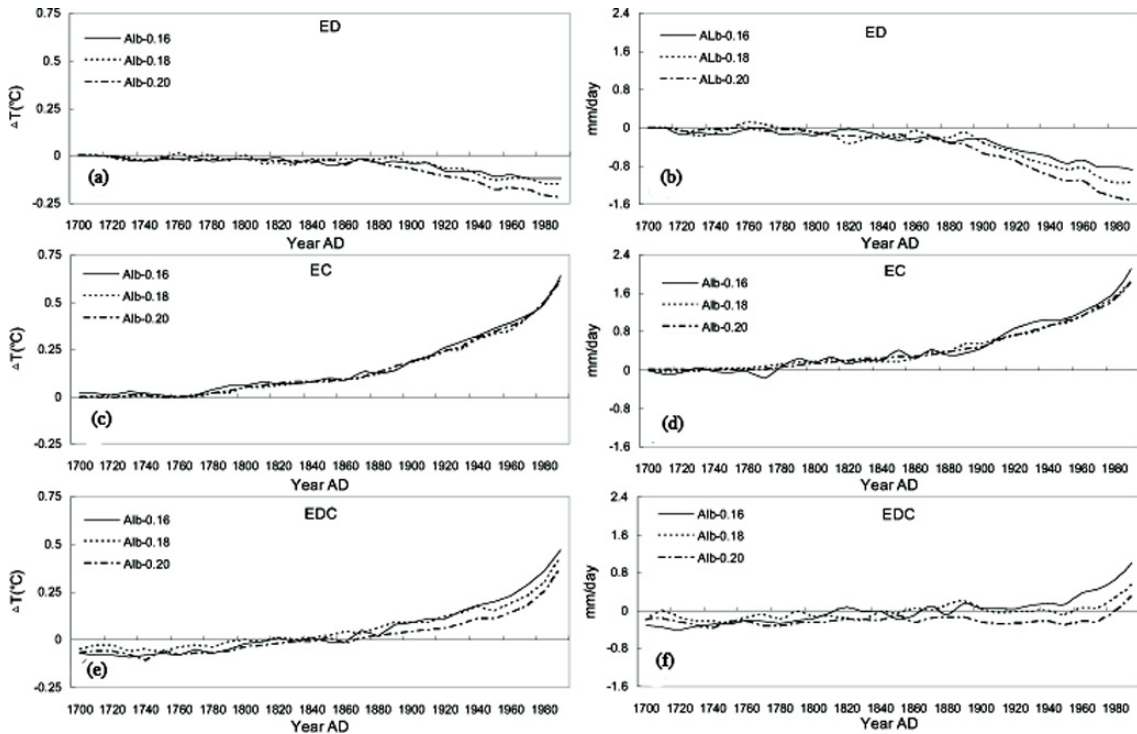 ED
0.75
0.5
0.25
0
-0.25
△T(℃)
Alb-0.16
Alb-0.18
Alb-0.20
(a)
1700 1720 1740 1760 1780 1800 1820 1840 1860 1880 1900 1920 1940 1960 1980
Year AD
ED
2.4
1.6
0.8
0
-0.8
-1.6
mm/day
ALb-0.16
ALb-0.18
ALb-0.20
(b)
1700 1720 1740 1760 1780 1800 1820 1840 1860 1880 1900 1920 1940 1960 1980
Year AD
EC
0.75
0.5
0.25
0
-0.25
△T(℃)
Alb-0.16
Alb-0.18
Alb-0.20
(c)
1700 1720 1740 1760 1780 1800 1820 1840 1860 1880 1900 1920 1940 1960 1980
Year AD
EC
2.4
1.6
0.8
0
-0.8
-1.6
mm/day
Alb-0.16
Alb-0.18
Alb-0.20
(d)
1700 1720 1740 1760 1780 1800 1820 1840 1860 1880 1900 1920 1940 1960 1980
Year AD
EDC
0.75
0.5
0.25
0
-0.25
△T(℃)
Alb-0.16
Alb-0.18
Alb-0.20
(e)
1700 1720 1740 1760 1780 1800 1820 1840 1860 1880 1900 1920 1940 1960 1980
Year AD
EDC
2.4
1.6
0.8
0
-0.8
-1.6
mm/day
Alb-0.16
Alb-0.18
Alb-0.20
(f)
1700 1720 1740 1760 1780 1800 1820 1840 1860 1880 1900 1920 1940 1960 1980
Year AD